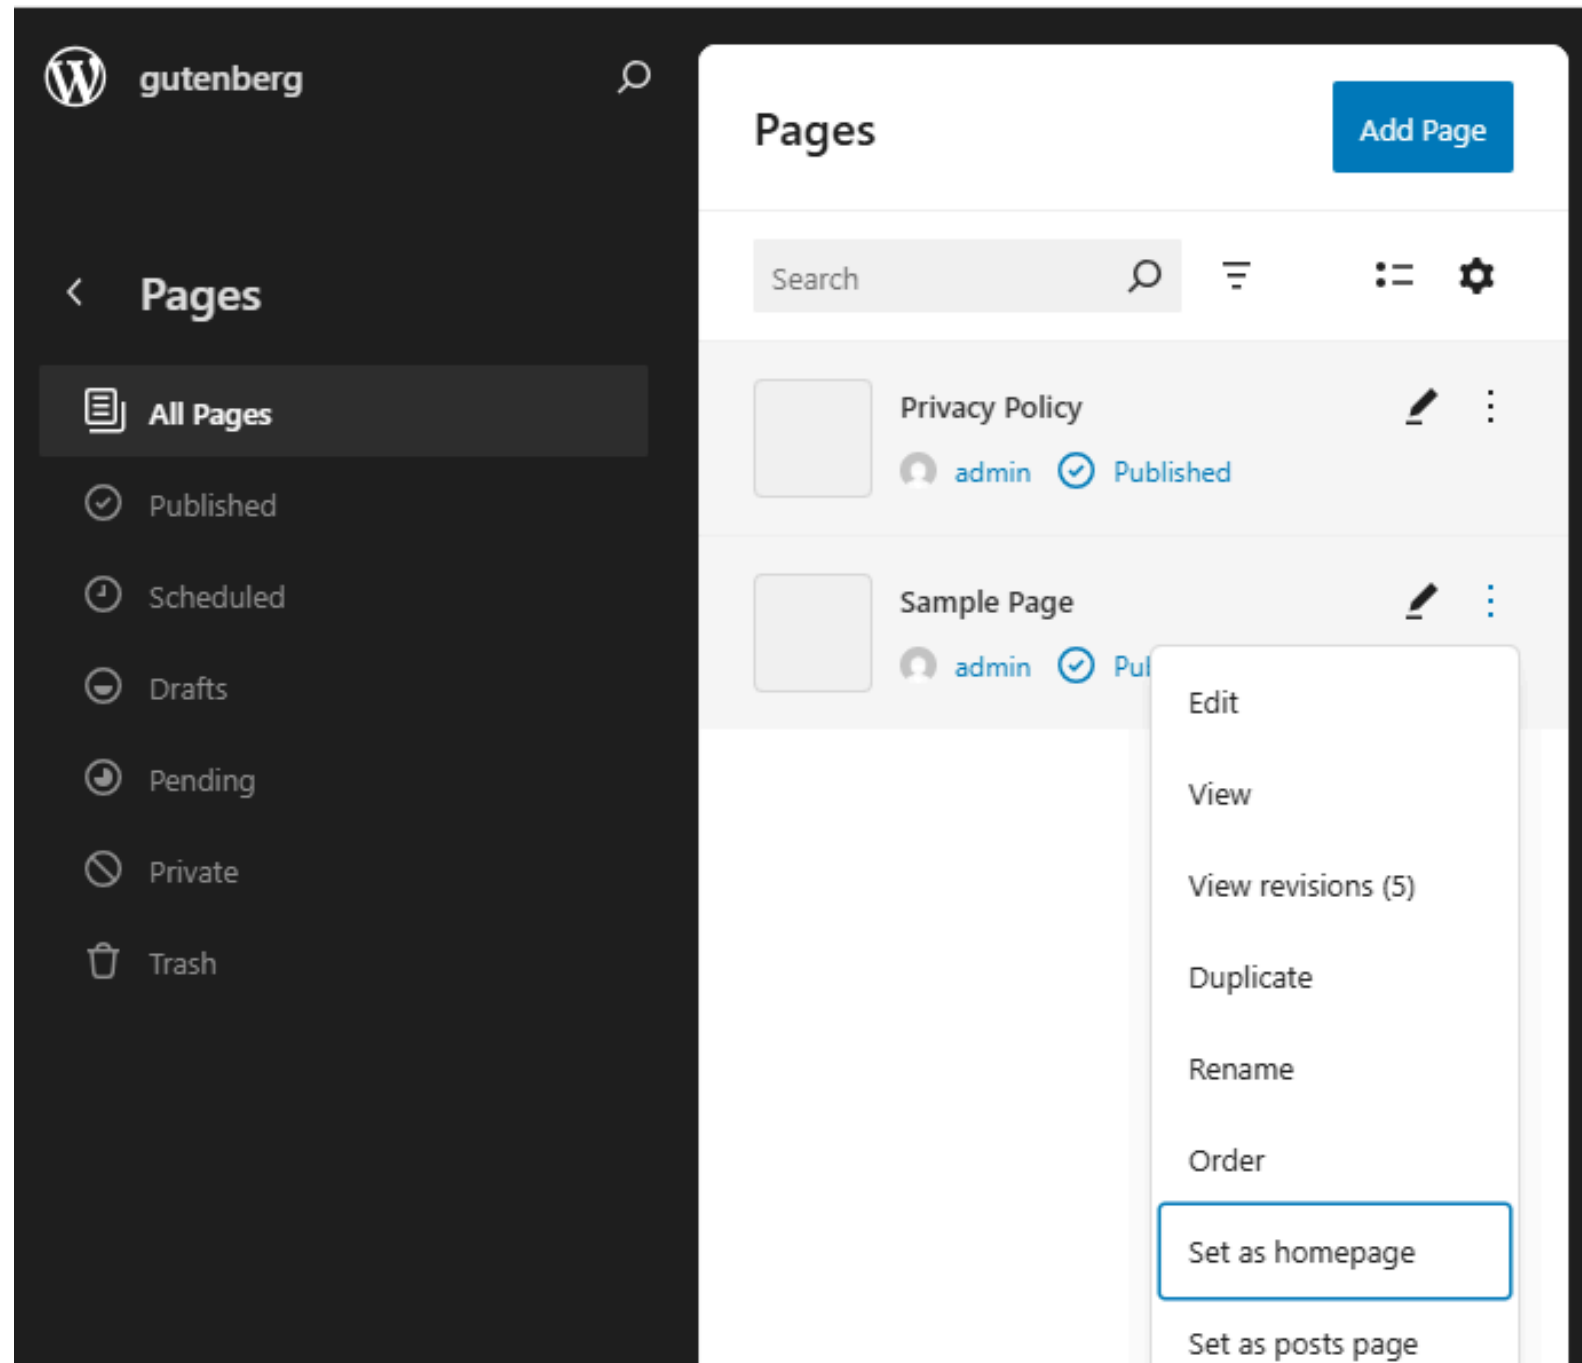 gutenberg
Pages
All Pages
Published
Scheduled
Drafts
Pending
Private
Trash
Pages
Add Page
Search
Privacy Policy
admin Published
Sample Page
admin
Edit
View
View revisions (5)
Duplicate
Rename
Order
Set as homepage
Set as posts page